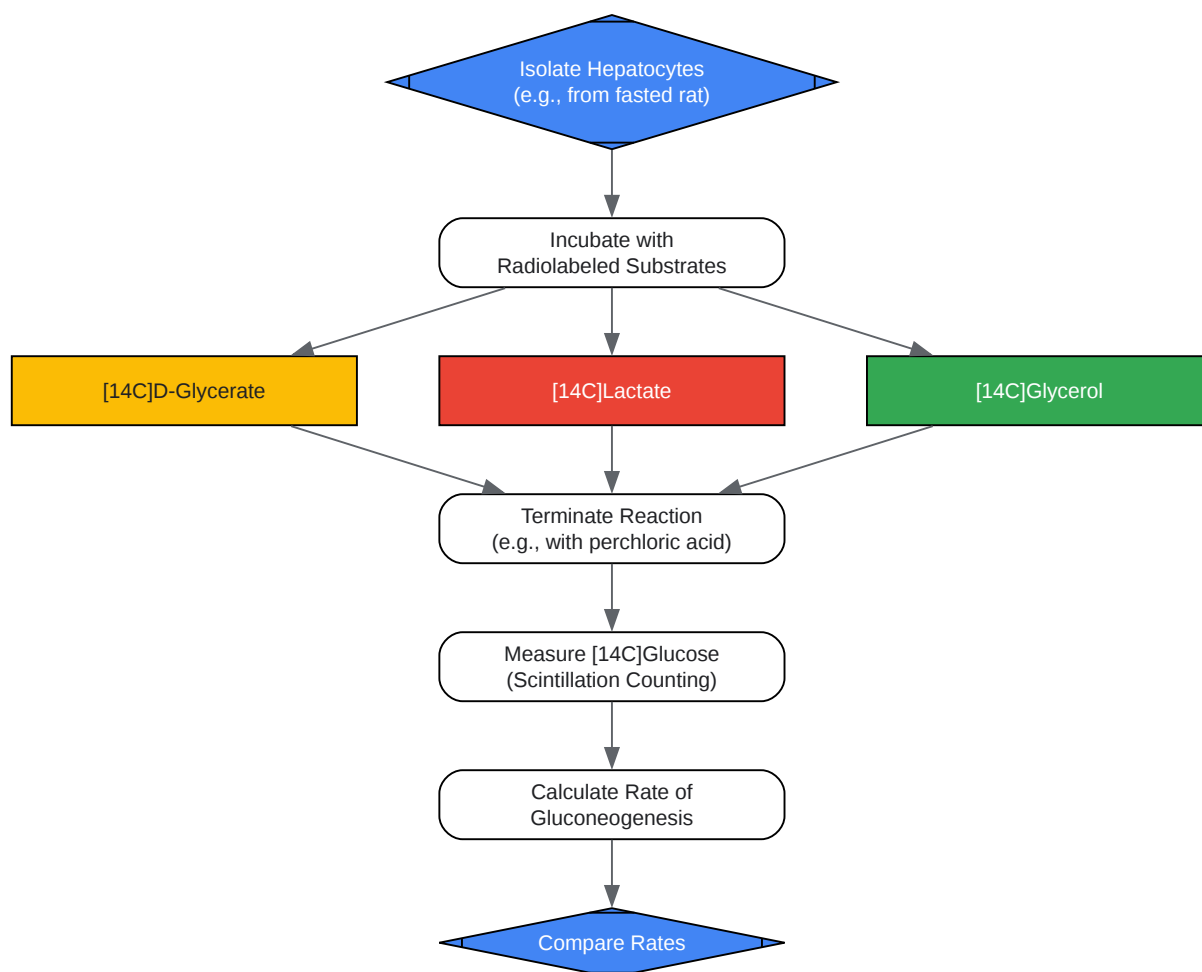 Isolate Hepatocytes
(e.g., from fasted rat)
Incubate with
Radiolabeled Substrates
[14C]D-Glycerate
[14C]Lactate
[14C]Glycerol
Terminate Reaction
(e.g., with perchloric acid)
Measure [14C]Glucose
(Scintillation Counting)
Calculate Rate of
Gluconeogenesis
Compare Rates